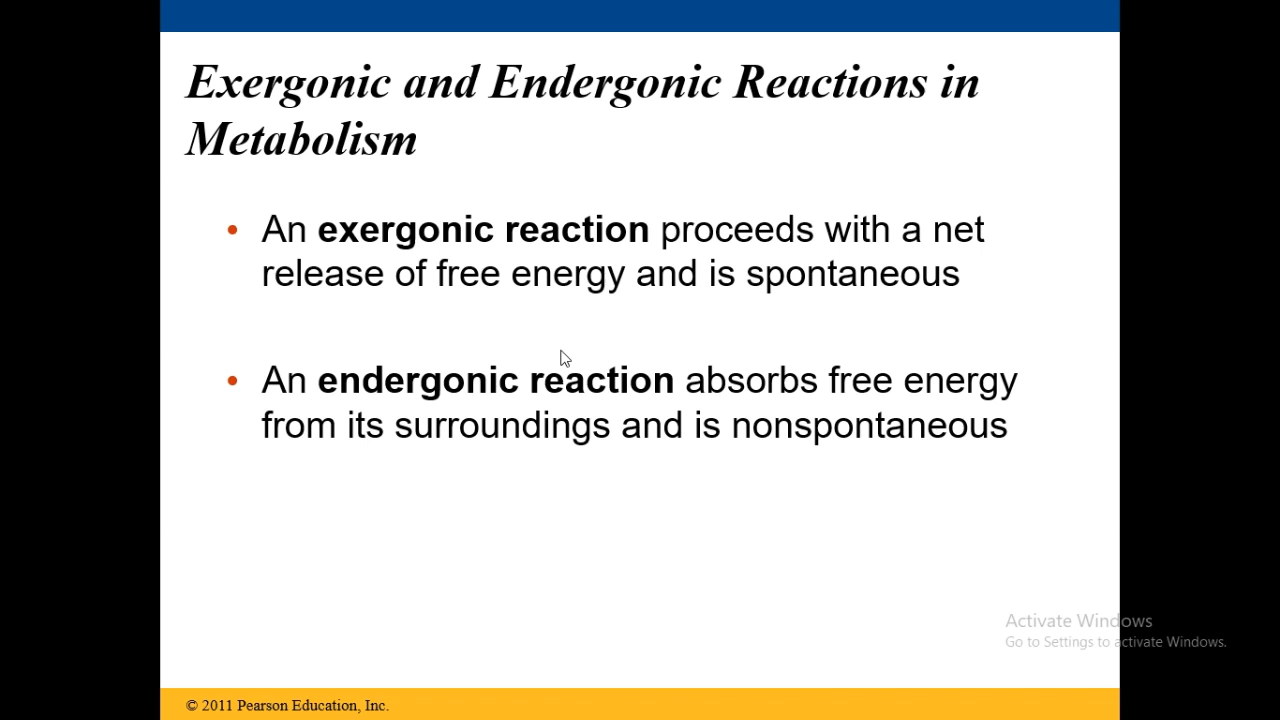 Exergonic and Endergonic Reactions in
Metabolism
• An exergonic reaction proceeds with a net
release of free energy and is spontaneous
• An endergonic reaction absorbs free energy
from its surroundings and is nonspontaneous
Activate Windows
Go to Settings to activate Windows.
© 2011 Pearson Education, Inc.